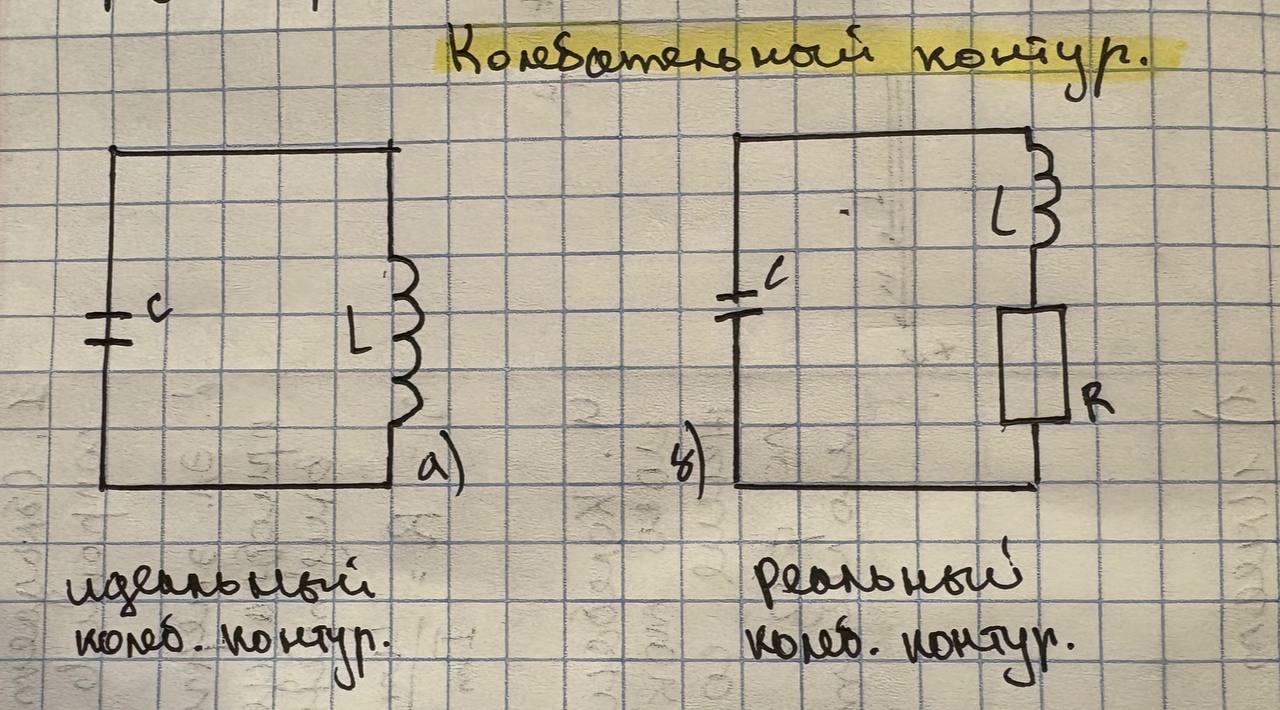 Колебательный контур.
C
L
а)
C
L
R
б)
идеальный
колеб. контур.
реальный
колеб. контур.